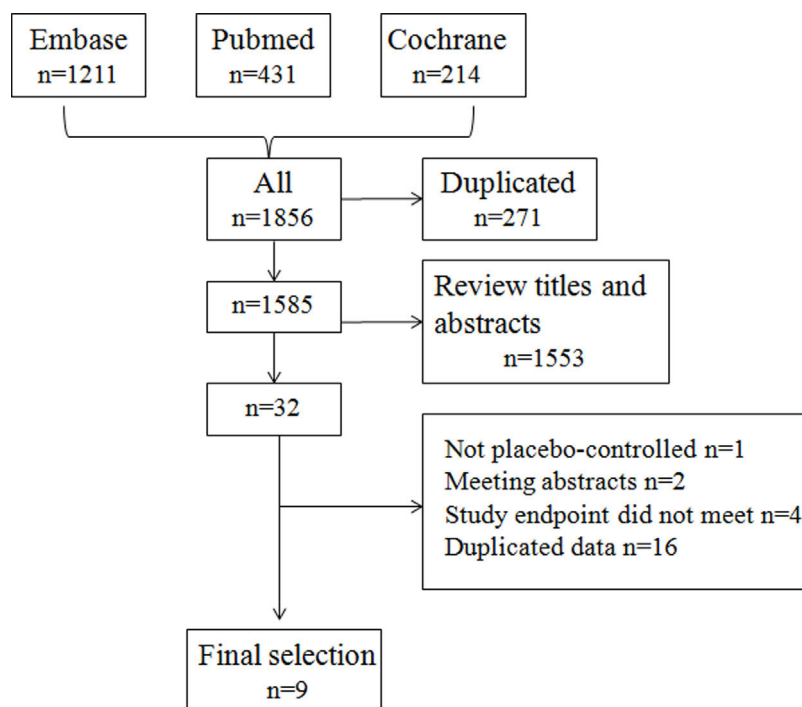 Embase
n=1211
Pubmed
n=431
Cochrane
n=214
All
n=1856
Duplicated
n=271
n=1585
Review titles and
abstracts
n=1553
n=32
Not placebo-controlled n=1
Meeting abstracts n=2
Study endpoint did not meet n=4
Duplicated data n=16
Final selection
n=9